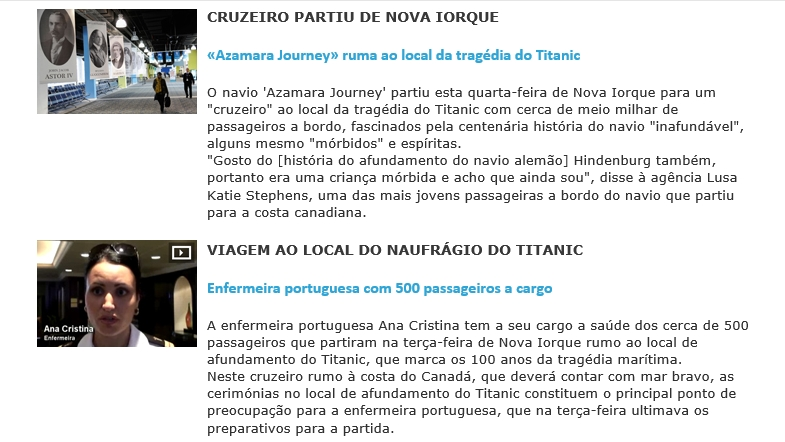 CRUZEIRO PARTIU DE NOVA IORQUE
«Azamara Journey» ruma ao local da tragédia do Titanic
O navio 'Azamara Journey' partiu esta quarta-feira de Nova Iorque para um
"cruzeiro" ao local da tragédia do Titanic com cerca de meio milhar de
passageiros a bordo, fascinados pela centenária história do navio "inafundável",
alguns mesmo "mórbidos" e espíritas.
"Gosto do [história do afundamento do navio alemão] Hindenburg também,
portanto era uma criança mórbida e acho que ainda sou", disse à agência Lusa
Katie Stephens, uma das mais jovens passageiras a bordo do navio que partiu
para a costa canadiana.
ASTOR IV
VIAGEM AO LOCAL DO NAUFRÁGIO DO TITANIC
Enfermeira portuguesa com 500 passageiros a cargo
A enfermeira portuguesa Ana Cristina tem a seu cargo a saúde dos cerca de 500
passageiros que partiram na terça-feira de Nova Iorque rumo ao local de
afundamento do Titanic, que marca os 100 anos da tragédia marítima.
Neste cruzeiro rumo à costa do Canadá, que deverá contar com mar bravo, as
cerimónias no local de afundamento do Titanic constituem o principal ponto de
preocupação para a enfermeira portuguesa, que na terça-feira ultimava os
preparativos para a partida.
Ana Cristina
Enfermeira